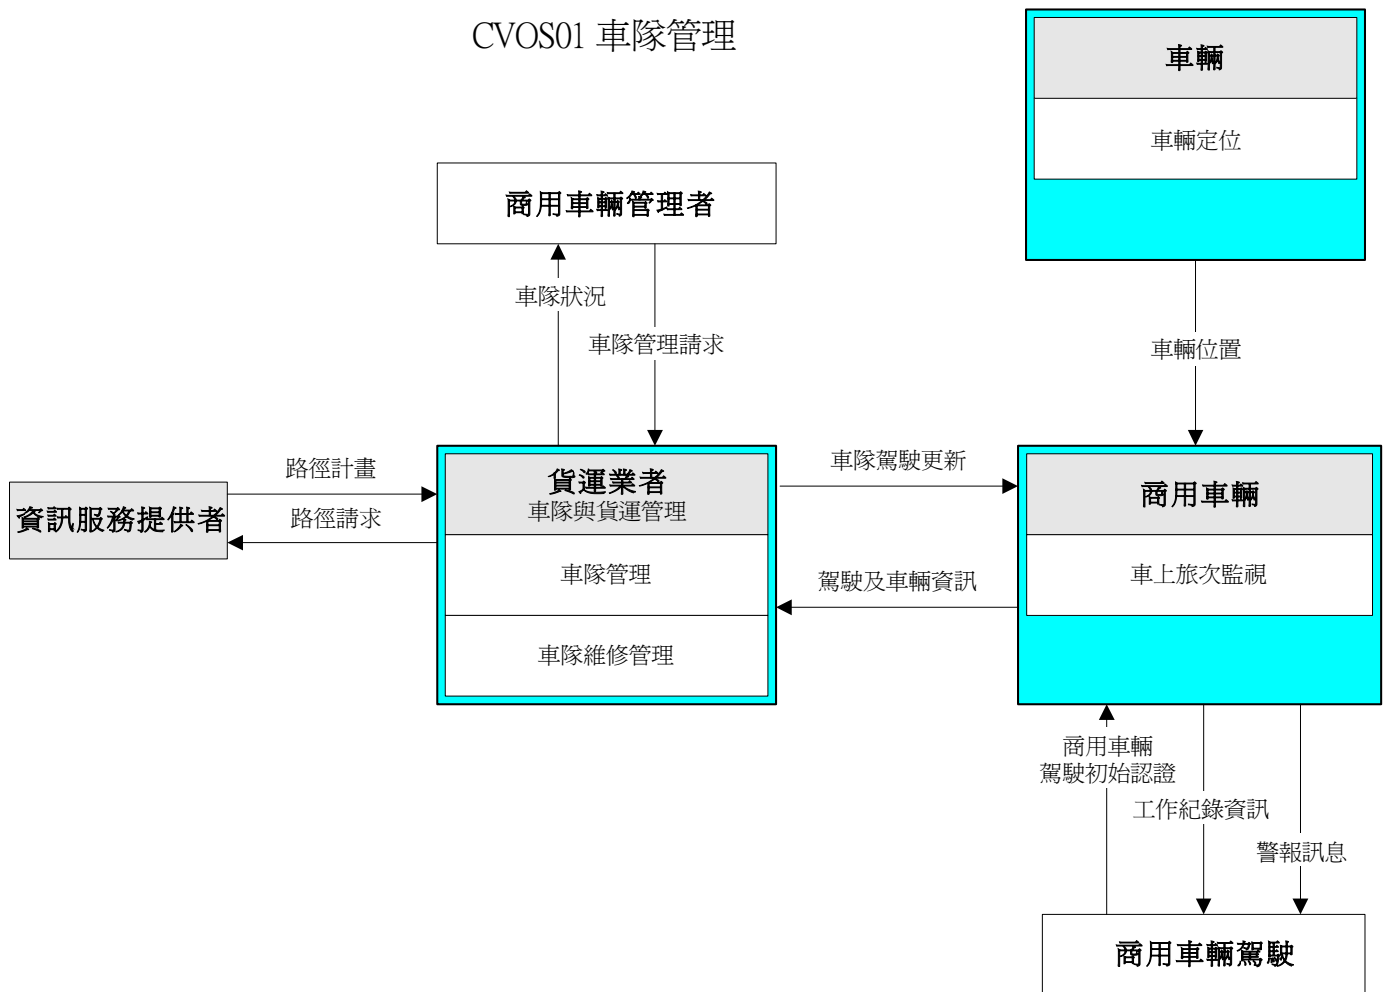 CVOS01 車隊管理
車輛
車輛定位
商用車輛管理者
車隊狀況
車隊管理請求
車輛位置
路徑計畫
路徑請求
資訊服務提供者
貨運業者
車隊與貨運管理
車隊管理
車隊維修管理
車隊駕駛更新
駕駛及車輛資訊
商用車輛
車上旅次監視
商用車輛
駕駛初始認證
工作紀錄資訊
警報訊息
商用車輛駕駛